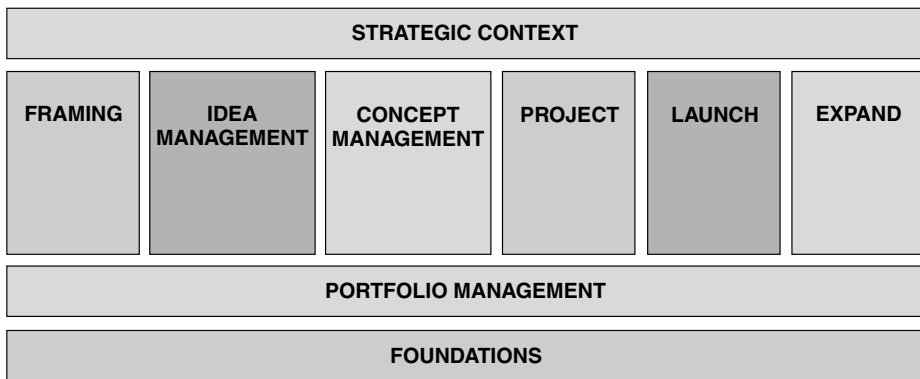 STRATEGIC CONTEXT
FRAMING
IDEA
MANAGEMENT
CONCEPT
MANAGEMENT
PROJECT
LAUNCH
EXPAND
PORTFOLIO MANAGEMENT
FOUNDATIONS